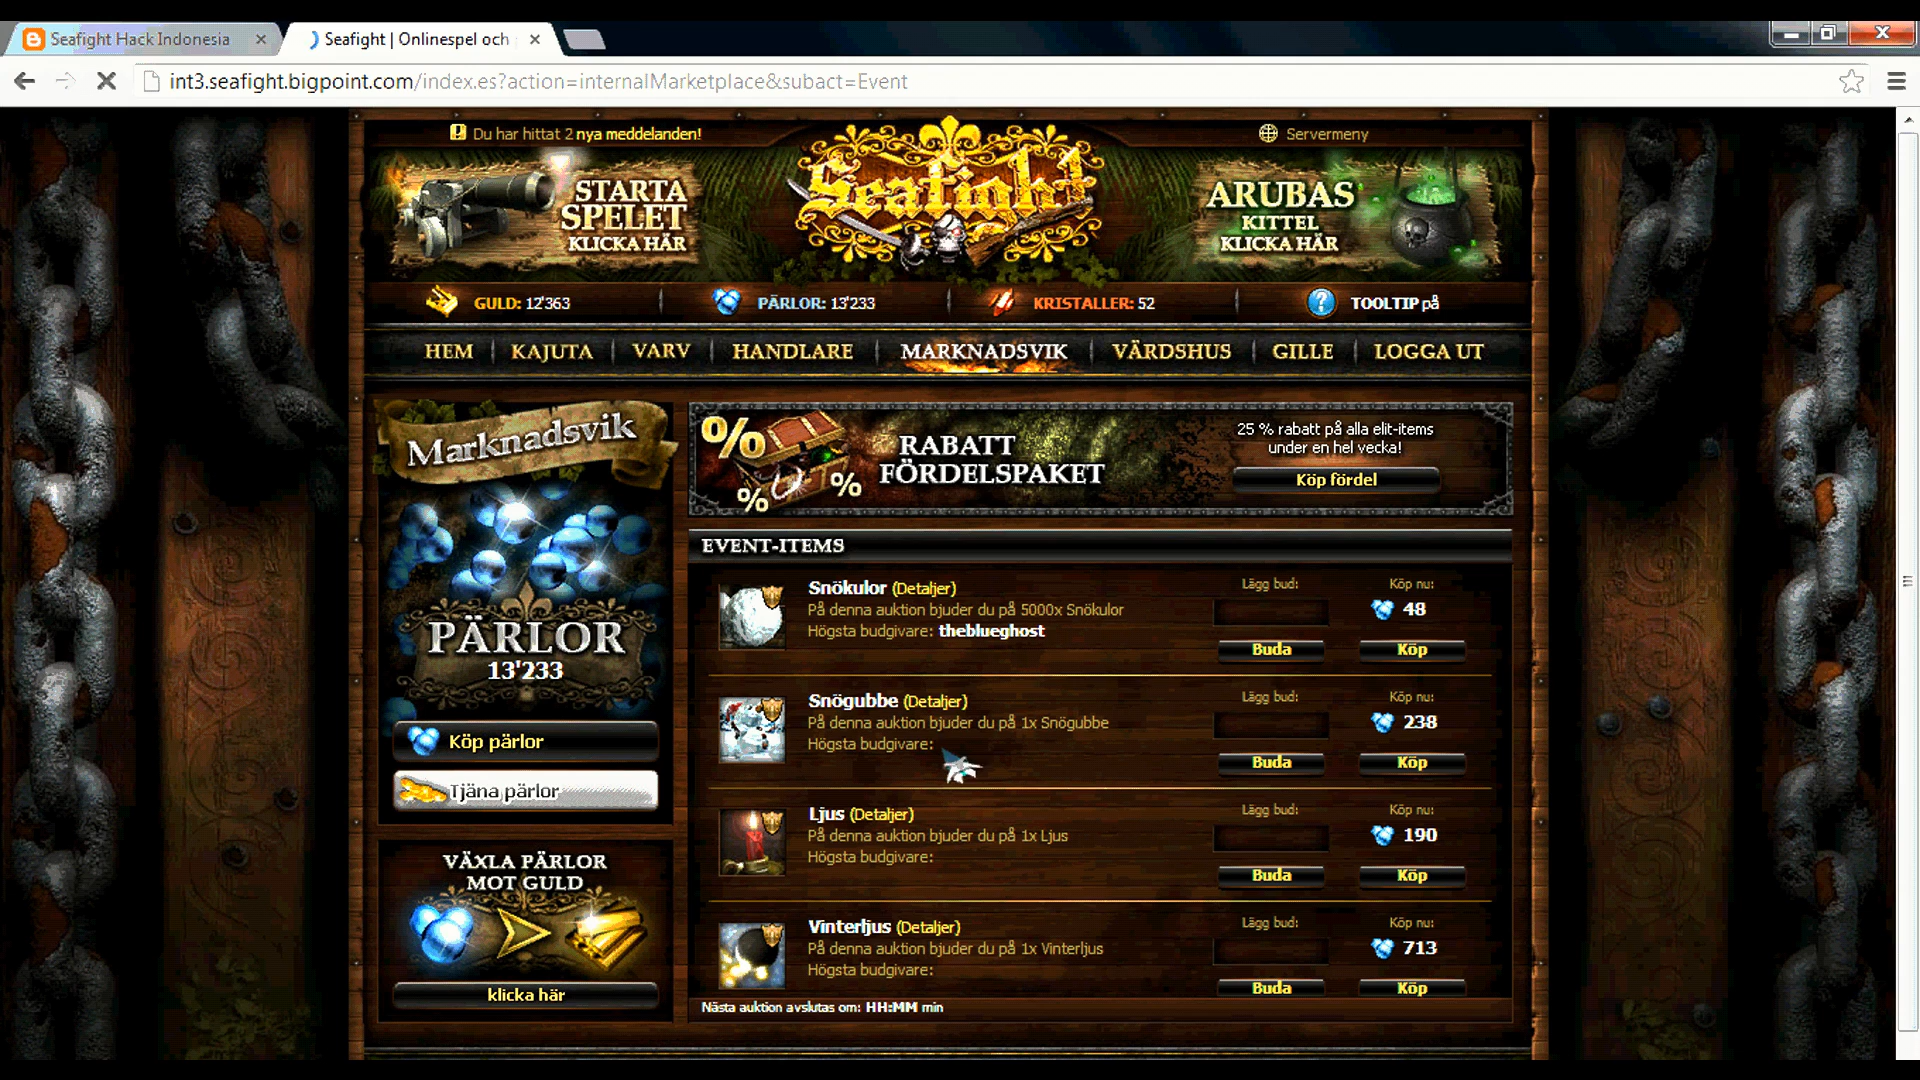 Seafight Hack Indonesia
Seafight | Onlinespel och
int3.seafight.bigpoint.com/index.es?action=internalMarketplace&subact=Event
Du har hittat 2 nya meddelanden!
Servermeny
STARTA
SPELET
KLICKA HÄR
Seafight
ARUBAS
KITTEL
KLICKA HÄR
GULD: 12'363
PÄRLOR: 13'233
KRISTALLER: 52
TOOLTIP på
HEM
KAJUTA
VARV
HANDLARE
MARKNADSVIK
VÄRDSHUS
GILLE
LOGGA UT
Marknadsvik
PÄRLOR
13'233
Köp pärlor
Tjäna pärlor
VÄXLA PÄRLOR
MOT GULD
klicka här
% % %
RABATT
FÖRDELSPAKET
25 % rabatt på alla elit-items
under en hel vecka!
Köp fördel
EVENT-ITEMS
Snökulor (Detaljer)
På denna auktion bjuder du på 5000x Snökulor
Högsta budgivare: theblueghost
Lägg bud:
Buda
Köp nu:
48
Köp
Snögubbe (Detaljer)
På denna auktion bjuder du på 1x Snögubbe
Högsta budgivare:
Lägg bud:
Buda
Köp nu:
238
Köp
Ljus (Detaljer)
På denna auktion bjuder du på 1x Ljus
Högsta budgivare:
Lägg bud:
Buda
Köp nu:
190
Köp
Vinterljus (Detaljer)
På denna auktion bjuder du på 1x Vinterljus
Högsta budgivare:
Lägg bud:
Buda
Köp nu:
713
Köp
Nästa auktion avslutas om: HH:MM min